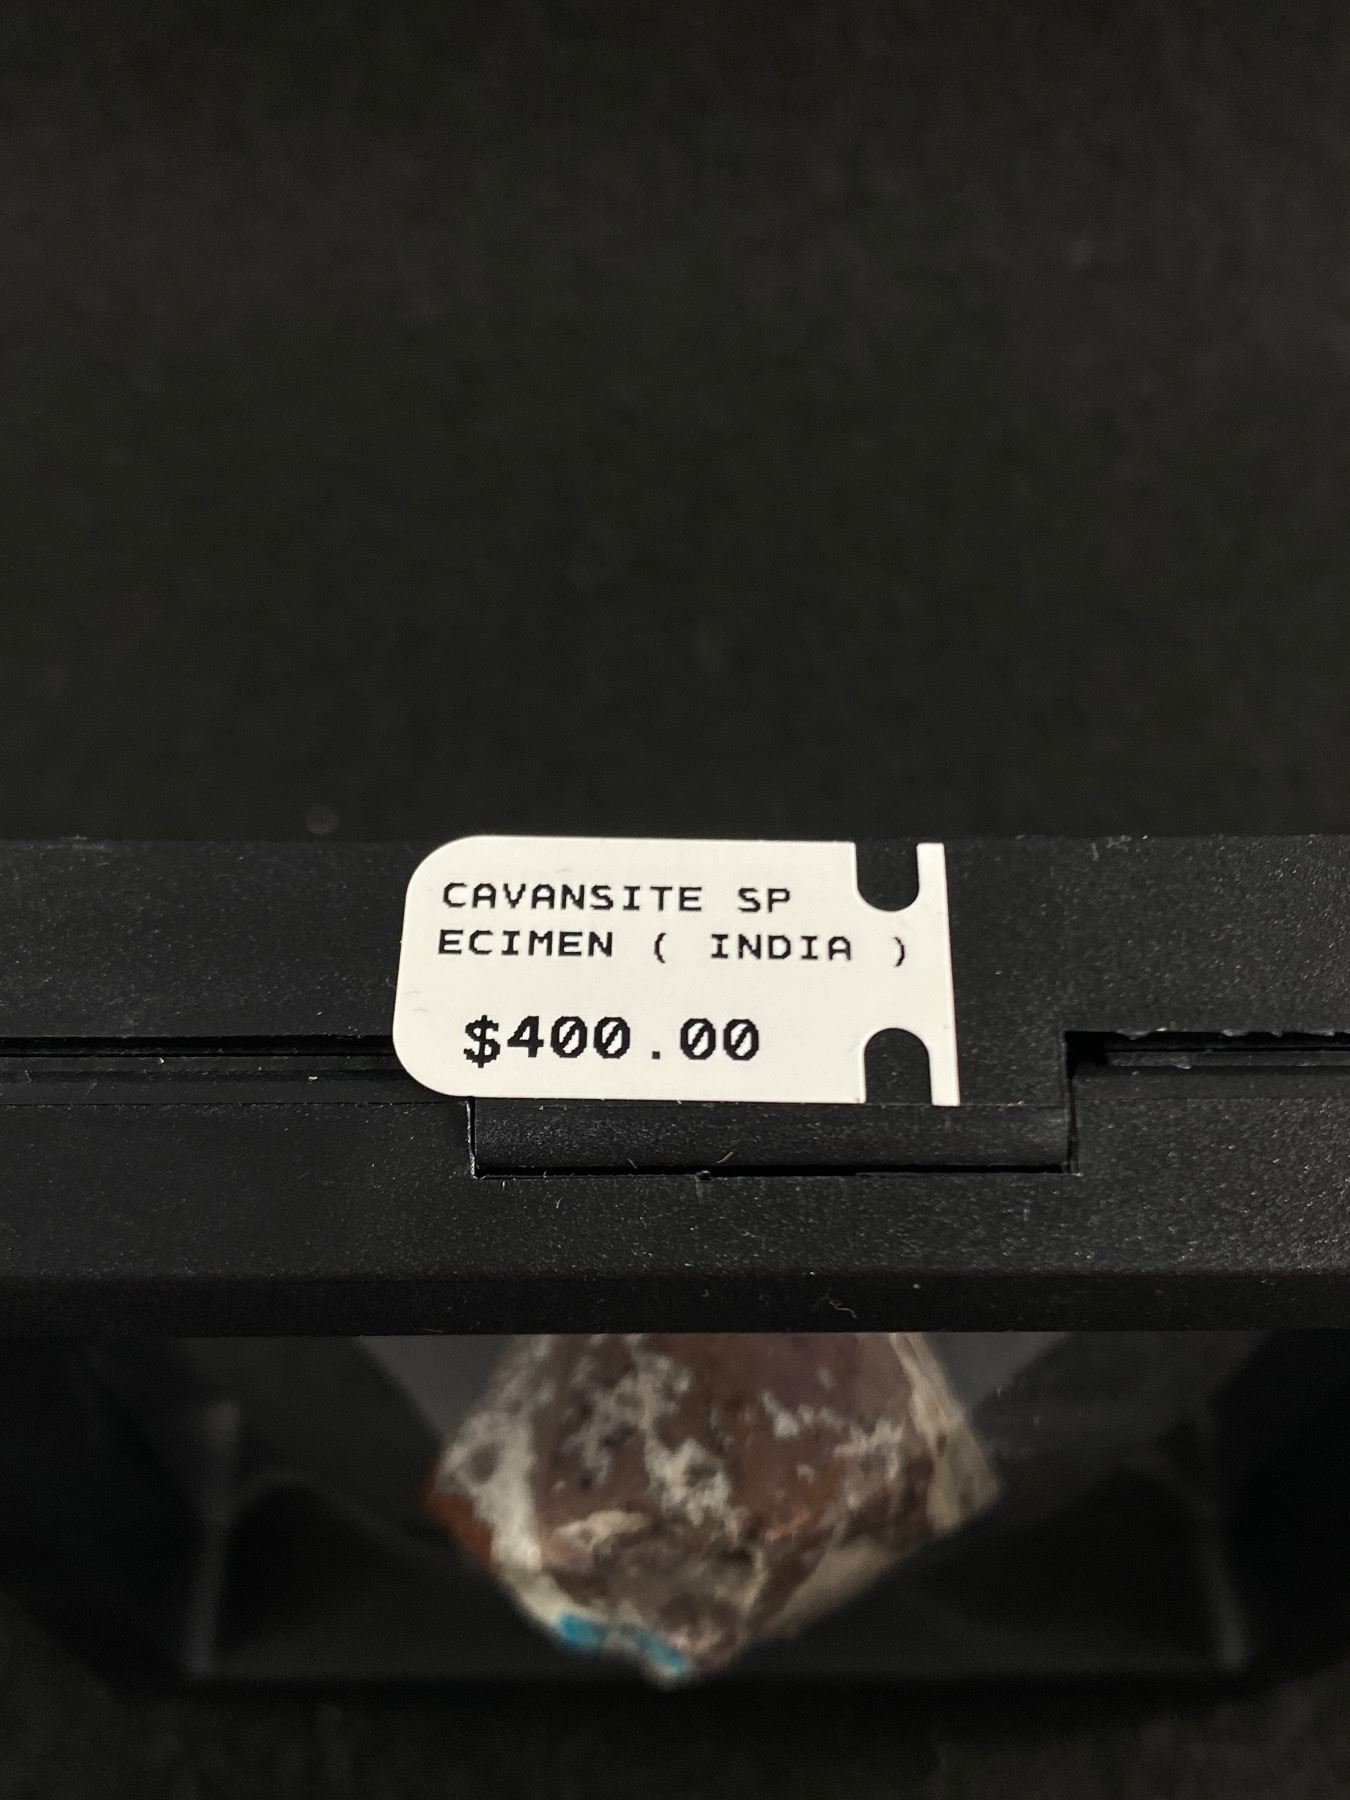 CAVANSITE SP
ECIMEN ( INDIA )
$400.00